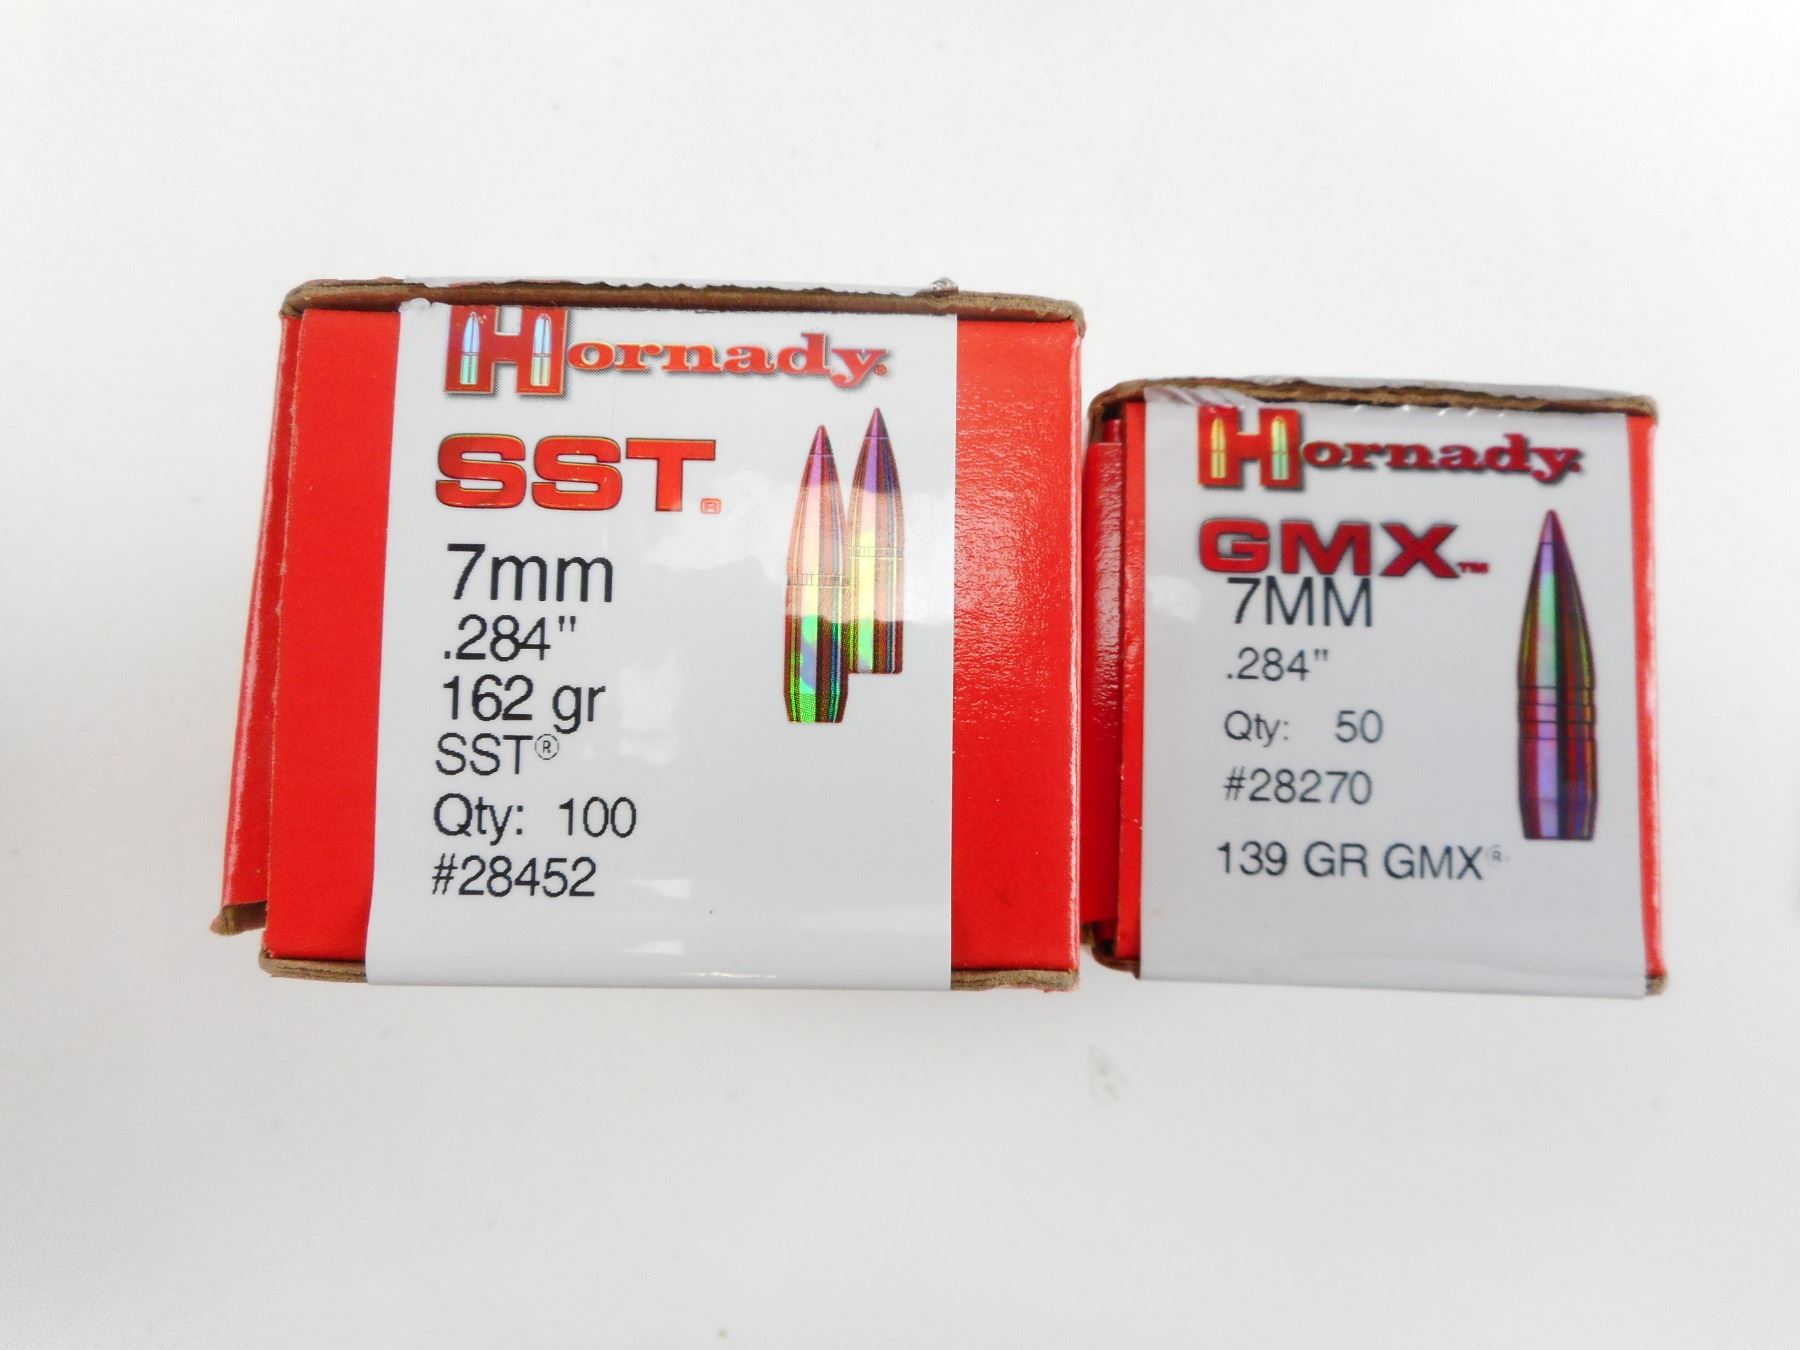 Hornady®
SST®
7mm
.284"
162 gr
SST®
Qty: 100
#28452
Hornady®
GMX™
7MM
.284"
Qty: 50
#28270
139 GR GMX®